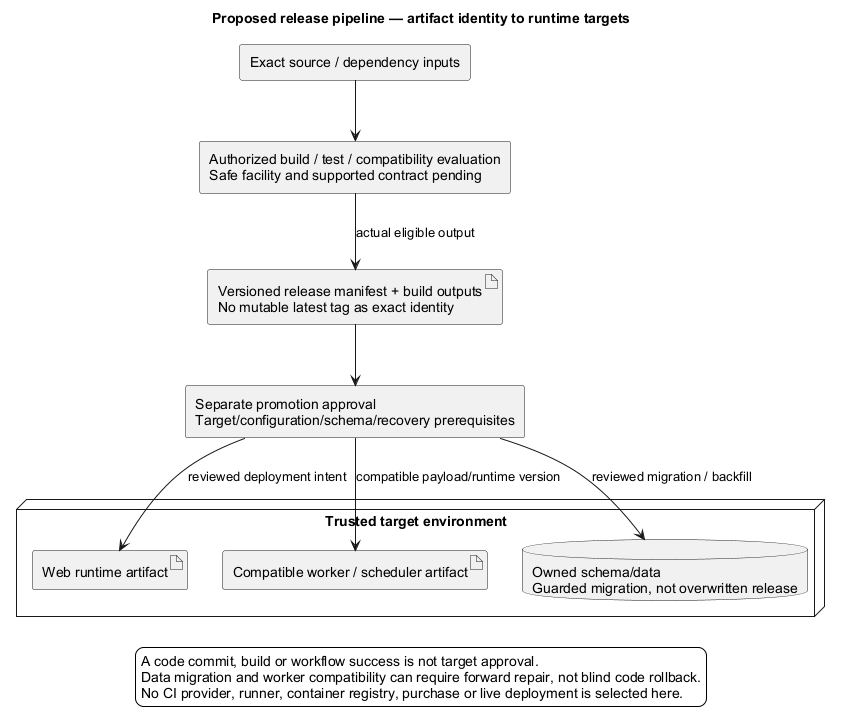 Proposed release pipeline — artifact identity to runtime targets
Exact source / dependency inputs
Authorized build / test / compatibility evaluation
Safe facility and supported contract pending
actual eligible output
Versioned release manifest + build outputs
No mutable latest tag as exact identity
Separate promotion approval
Target/configuration/schema/recovery prerequisites
reviewed deployment intent
compatible payload/runtime version
reviewed migration / backfill
Trusted target environment
Web runtime artifact
Compatible worker / scheduler artifact
Owned schema/data
Guarded migration, not overwritten release
A code commit, build or workflow success is not target approval.
Data migration and worker compatibility can require forward repair, not blind code rollback.
No CI provider, runner, container registry, purchase or live deployment is selected here.